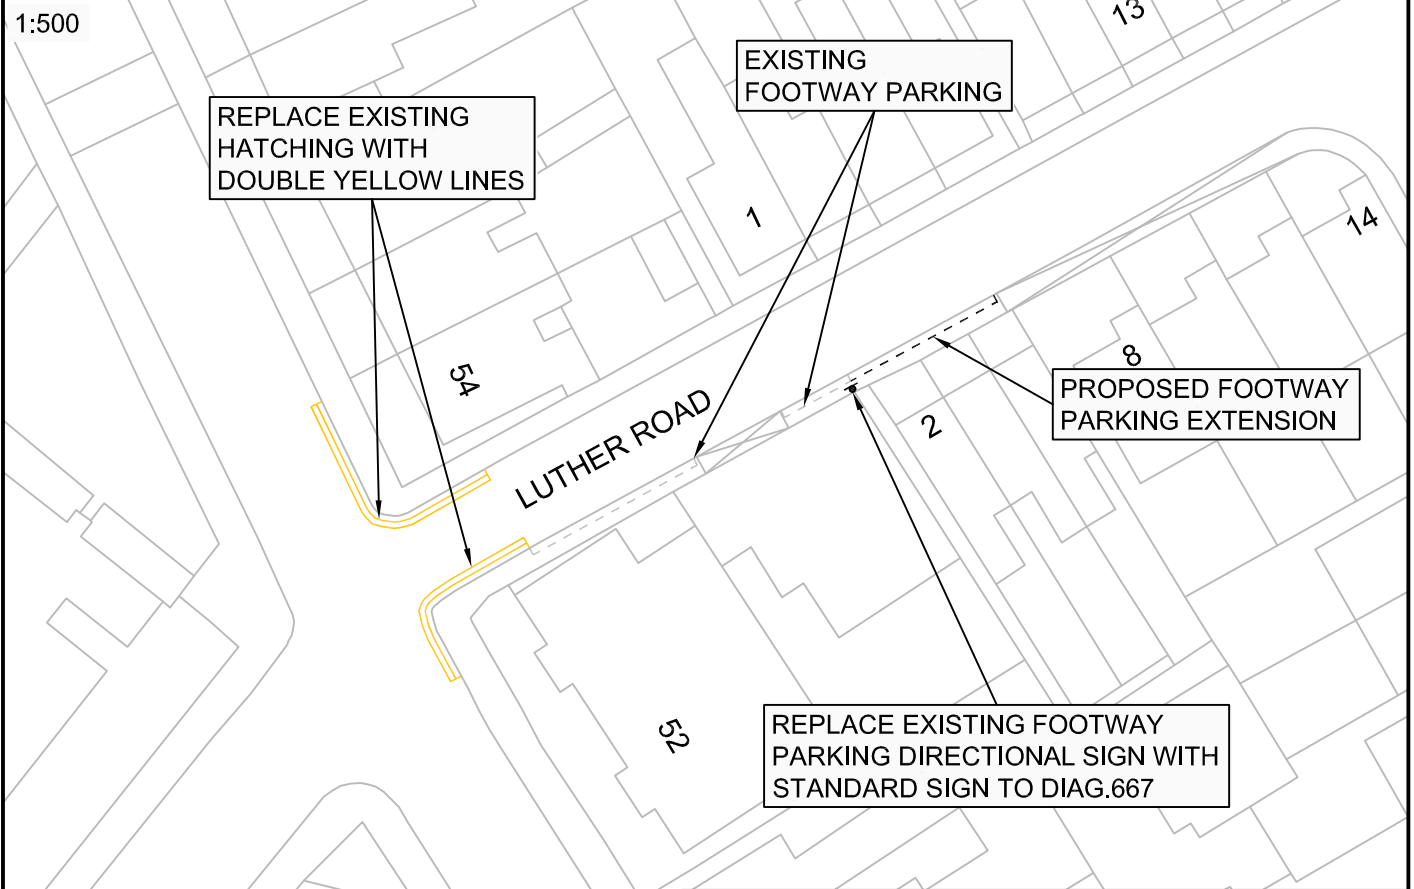 1:500
13
EXISTING
FOOTWAY PARKING
REPLACE EXISTING
HATCHING WITH
DOUBLE YELLOW LINES
1
14
54
8
PROPOSED FOOTWAY
PARKING EXTENSION
LUTHER ROAD
2
52
REPLACE EXISTING FOOTWAY
PARKING DIRECTIONAL SIGN WITH
STANDARD SIGN TO DIAG.667